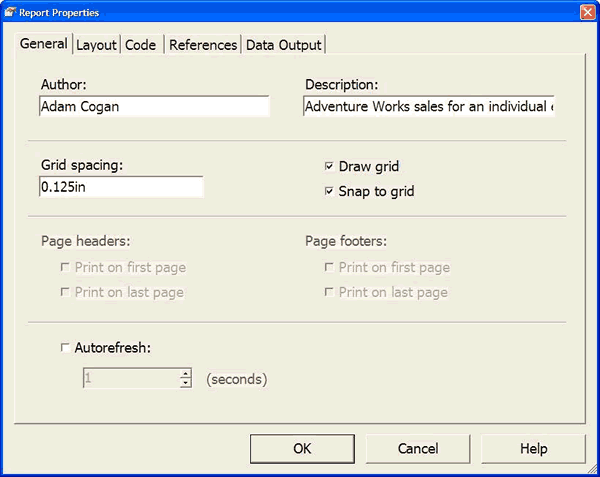 Report Properties
General Layout Code References Data Output
Author: Description:
Adam Cogan Adventure Works sales for an individual e
Grid spacing: Draw grid
0.125in Snap to grid
Page headers: Page footers:
Print on first page Print on first page
Print on last page Print on last page
Autorefresh:
1 (seconds)
OK Cancel Help